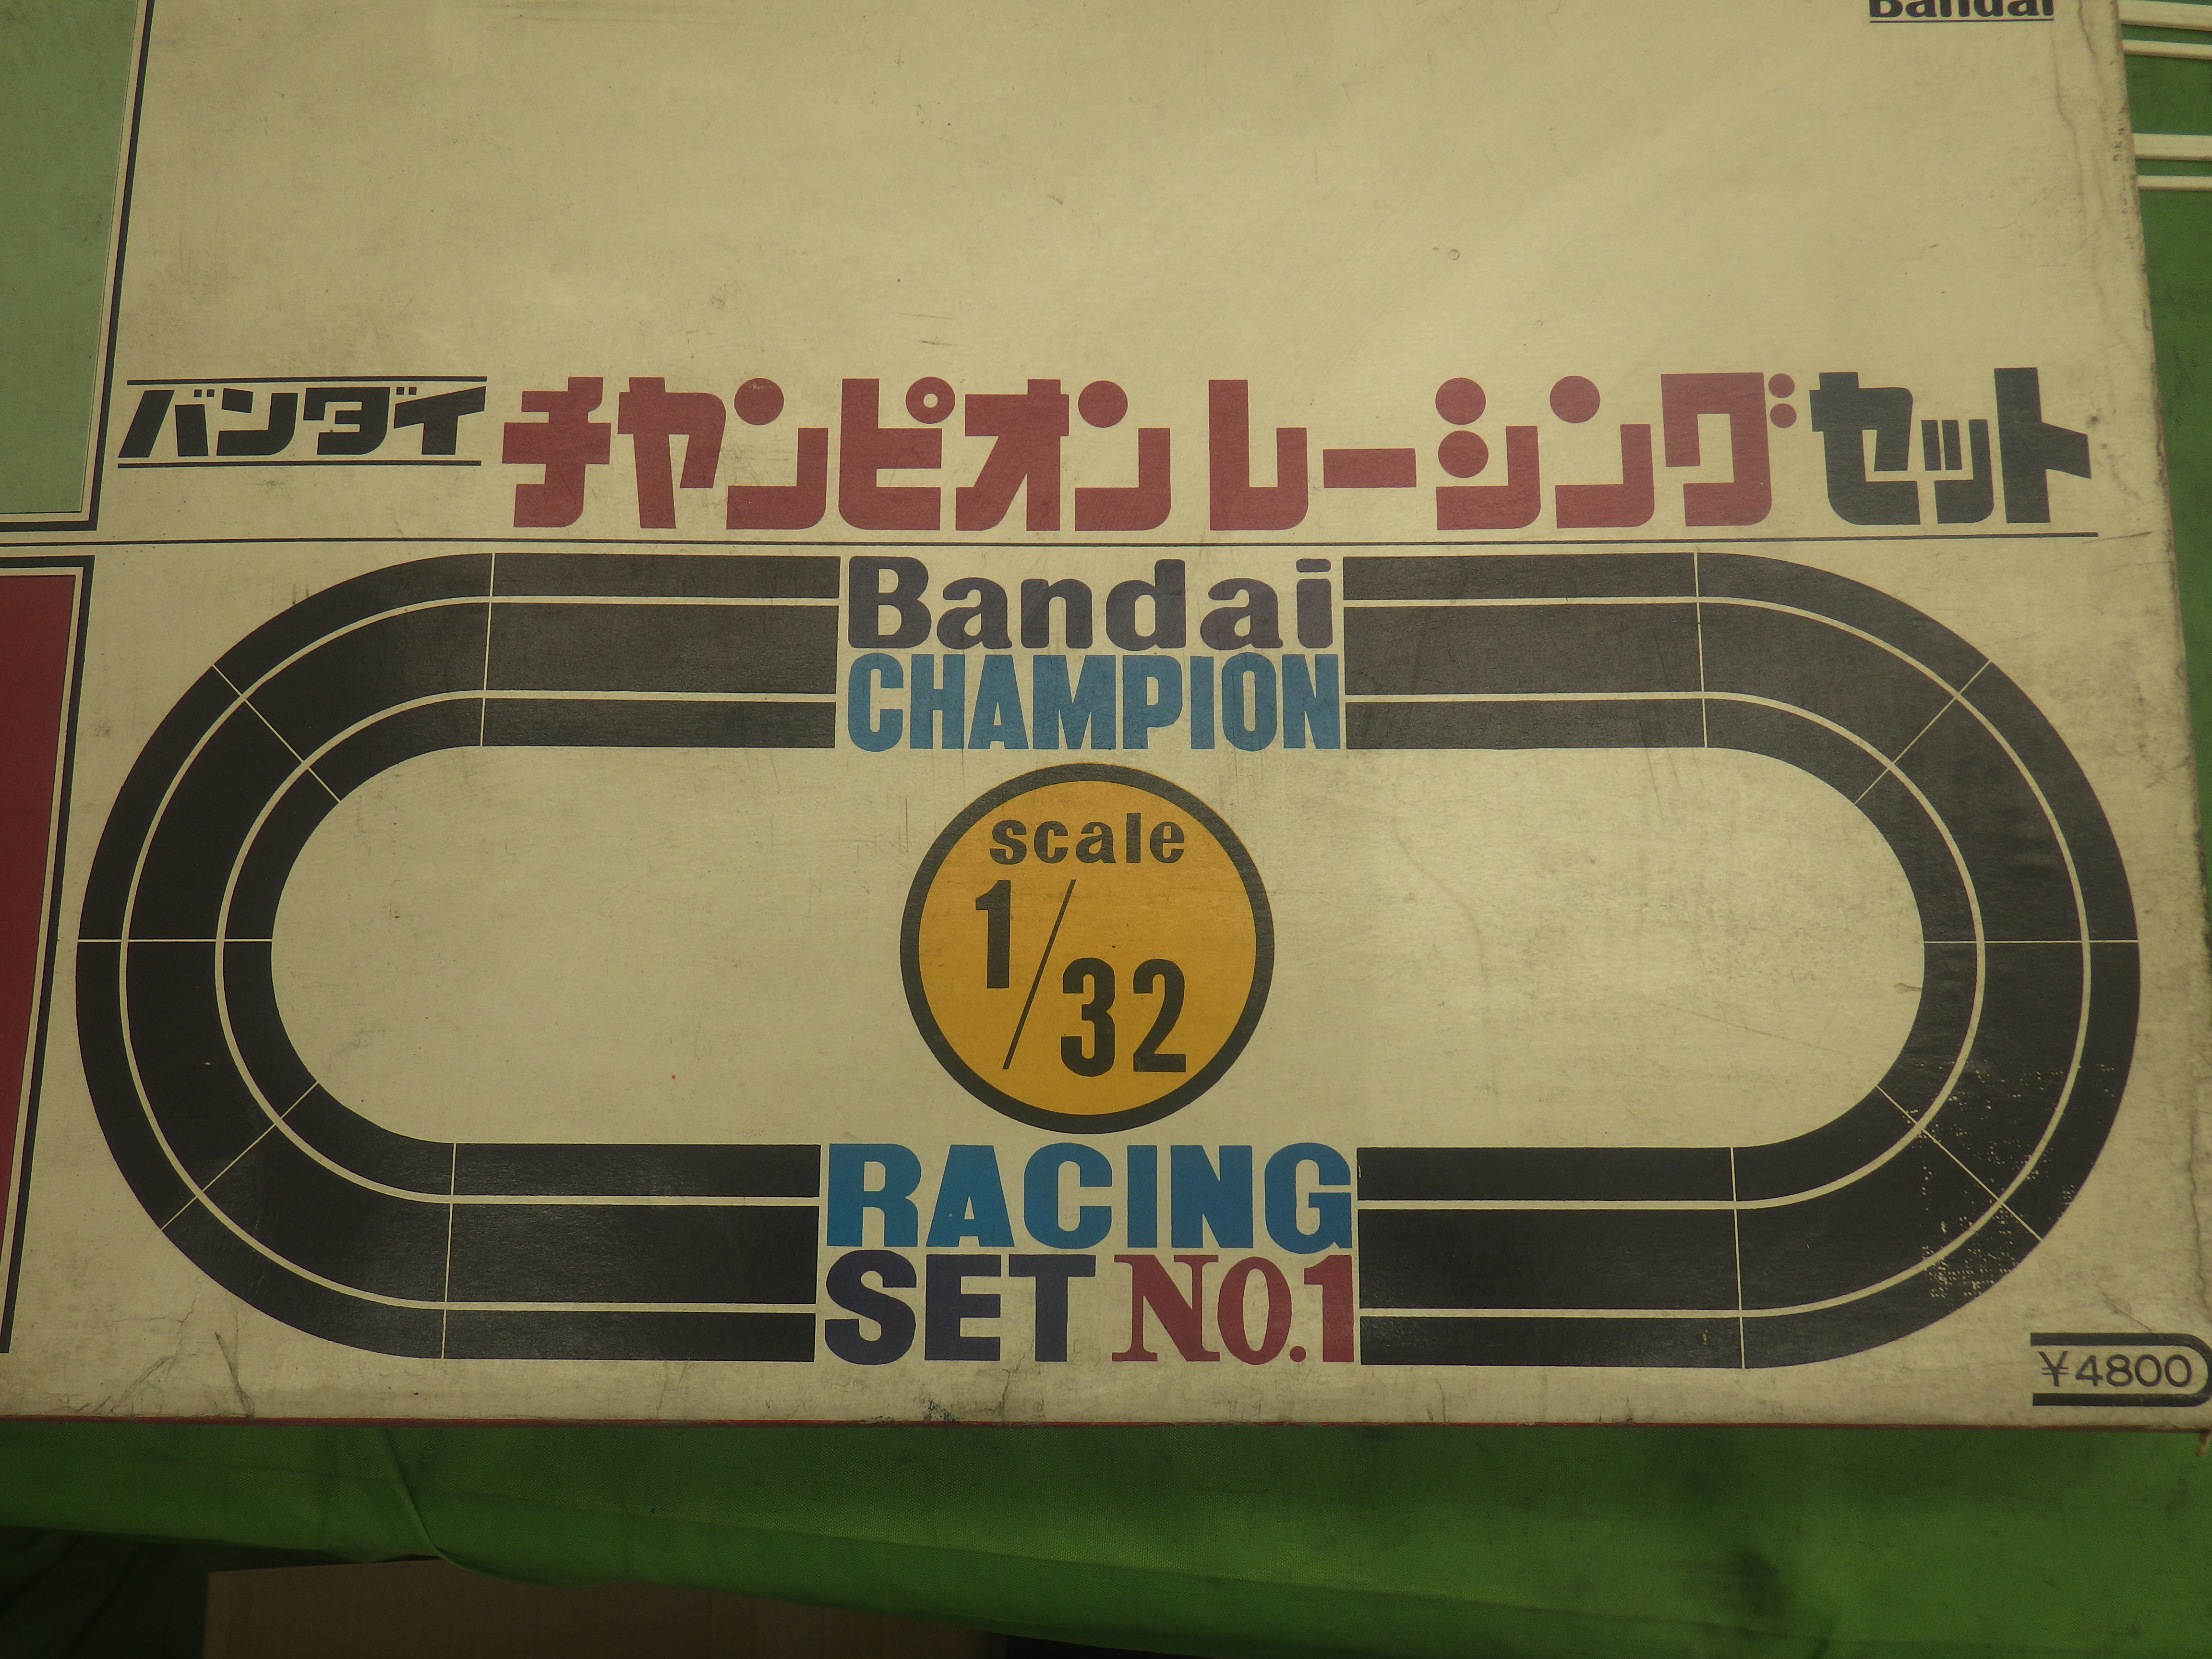 Bandai
バンダイ チャンピオンレーシングセット
Bandai
CHAMPION
scale
1/32
RACING
SET NO.1
¥4800